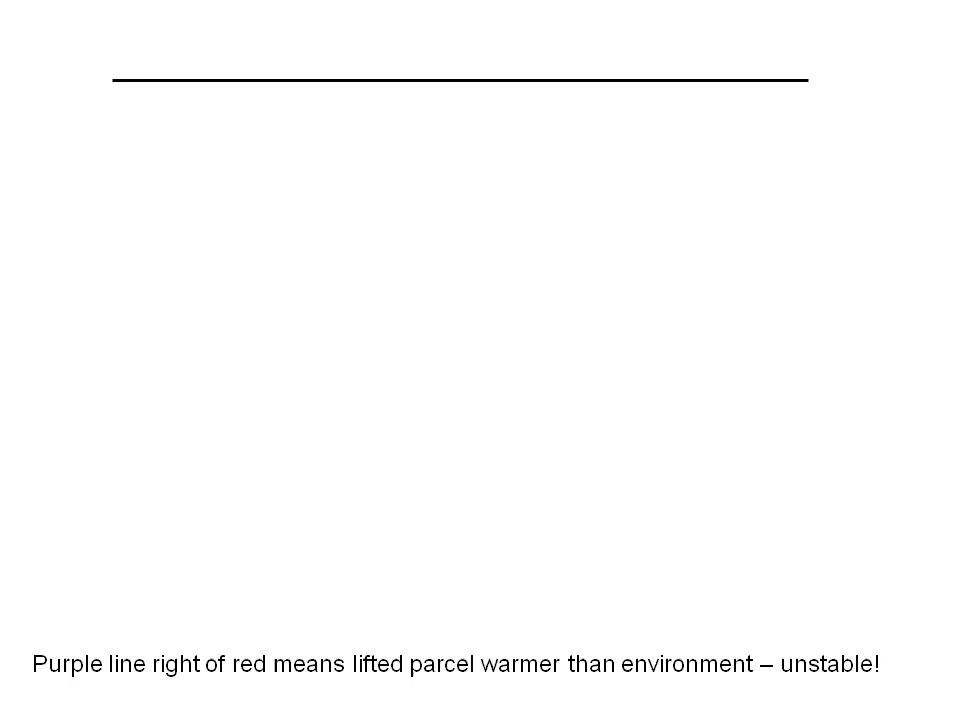 Purple line right of red means lifted parcel warmer than environment – unstable!